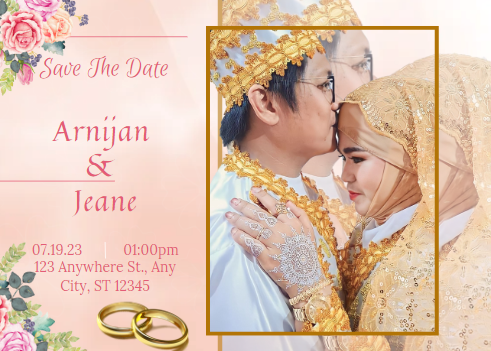 Save The Date
Arnijan
&
Jeane
07.19.23 | 01:00pm
123 Anywhere St., Any
City, ST 12345